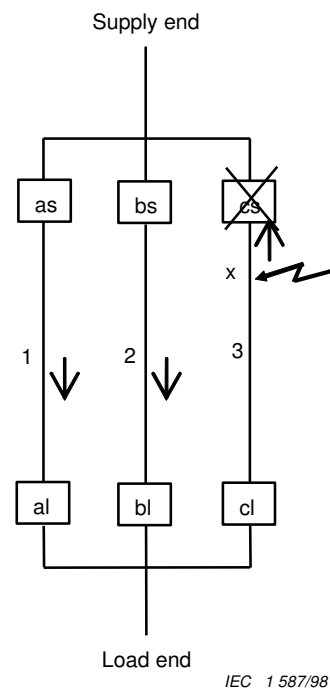 Supply end
as bs cs
x
1 2 3
al bl cl
Load end
IEC 1 587/98